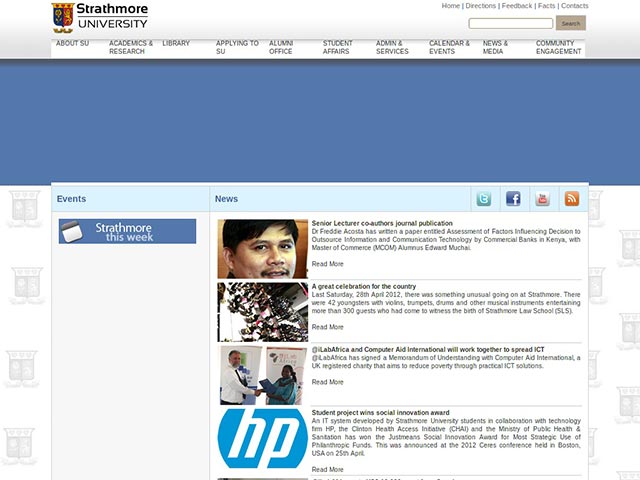 Strathmore
UNIVERSITY
Home | Directions | Feedback | Facts | Contacts
Search
ABOUT SU
ACADEMICS &
RESEARCH
LIBRARY
APPLYING TO
SU
ALUMNI
OFFICE
STUDENT
AFFAIRS
ADMIN &
SERVICES
CALENDAR &
EVENTS
NEWS &
MEDIA
COMMUNITY
ENGAGEMENT
Events
News
Strathmore
this week
Senior Lecturer co-authors journal publication
Dr Freddie Acosta has written a paper entitled Assessment of Factors Influencing Decision to
Outsource Information and Communication Technology by Commercial Banks in Kenya, with
Master of Commerce (MCOM) Alumnus Edward Muchai.
Read More
A great celebration for the country
Last Saturday, 28th April 2012, there was something unusual going on at Strathmore. There
were 42 youngsters with violins, trumpets, drums and other musical instruments entertaining
more than 300 guests who had come to witness the birth of Strathmore Law School (SLS).
Read More
@iLabAfrica and Computer Aid International will work together to spread ICT
@iLabAfrica has signed a Memorandum of Understanding with Computer Aid International, a
UK registered charity that aims to reduce poverty through practical ICT solutions.
Read More
hp
Student project wins social innovation award
An IT system developed by Strathmore University students in collaboration with technology
firm HP, the Clinton Health Access Initiative (CHAI) and the Ministry of Public Health &
Sanitation has won the Justmeans Social Innovation Award for Most Strategic Use of
Philanthropic Funds. This was announced at the 2012 Ceres conference held in Boston,
USA on 25th April.
Read More